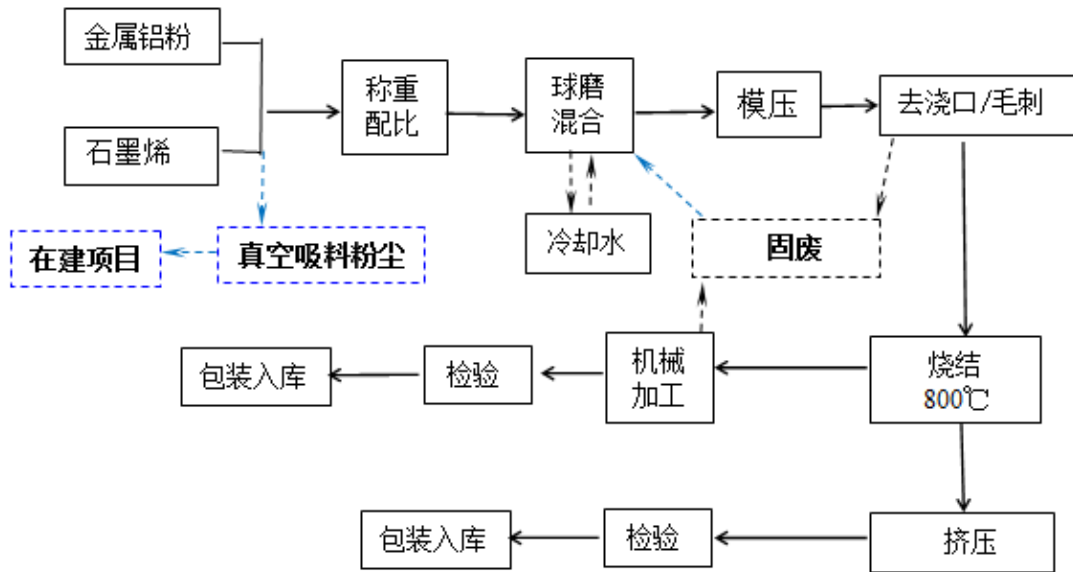 金属铝粉
石墨烯
称重
配比
球磨
混合
模压
去浇口/毛刺
冷却水
固废
在建项目
真空吸料粉尘
包装入库
检验
机械
加工
烧结
800℃
包装入库
检验
挤压